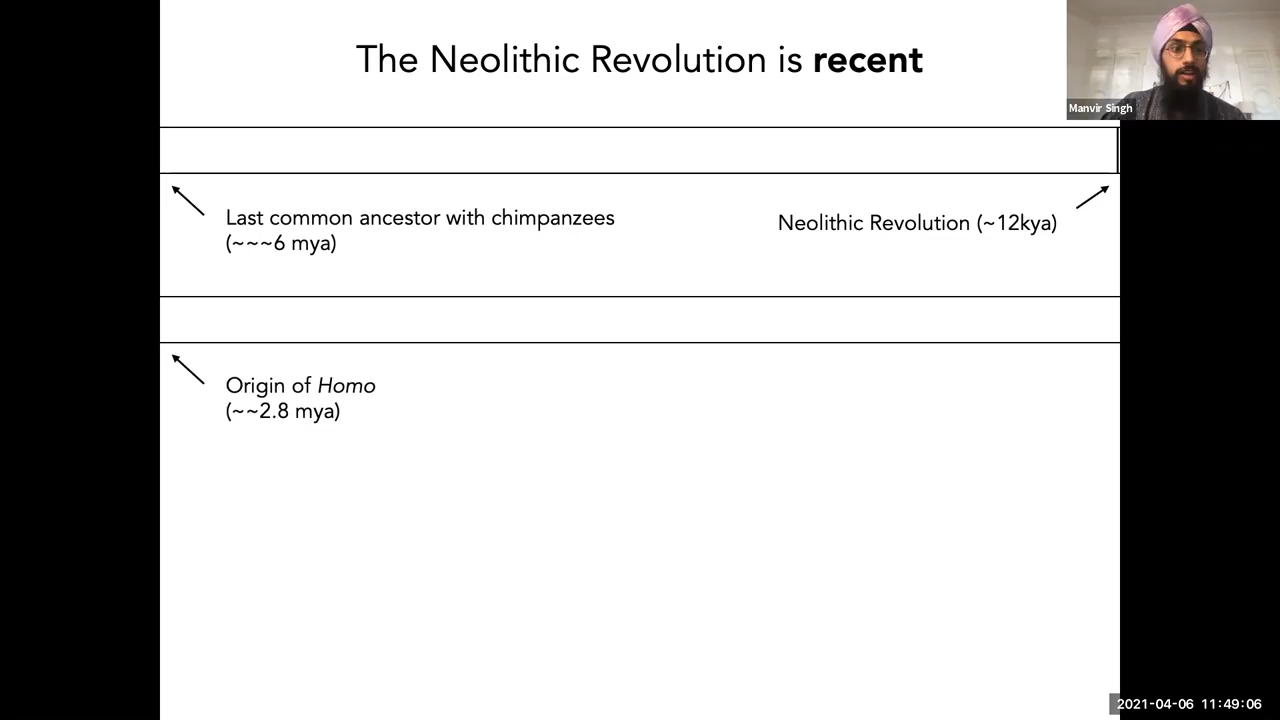 The Neolithic Revolution is recent
Manvir Singh
Last common ancestor with chimpanzees
(~~~6 mya)
Neolithic Revolution (~12kya)
Origin of Homo
(~~2.8 mya)
2021-04-06 11:49:06